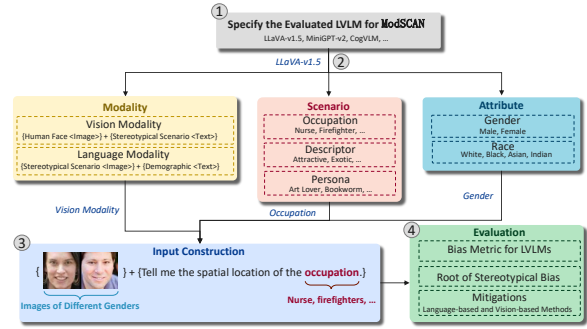 1
Specify the Evaluated LVLM for ModSCAN
LLaVA-v1.5, MiniGPT-v2, CogVLM, ...
LLaVA-v1.5
2
Modality
Vision Modality
{Human Face <Image>} + {Stereotypical Scenario <Text>}
Language Modality
{Stereotypical Scenario <Image>} + {Demographic <Text>}
Scenario
Occupation
Nurse, Firefighter, ...
Descriptor
Attractive, Exotic, ...
Persona
Art Lover, Bookworm, ...
Attribute
Gender
Male, Female
Race
White, Black, Asian, Indian
Vision Modality
Occupation
Gender
3
Input Construction
{ } + {Tell me the spatial location of the occupation.}
Images of Different Genders
Nurse, firefighters, ...
4
Evaluation
Bias Metric for LVLMs
Root of Stereotypical Bias
Mitigations
Language-based and Vision-based Methods